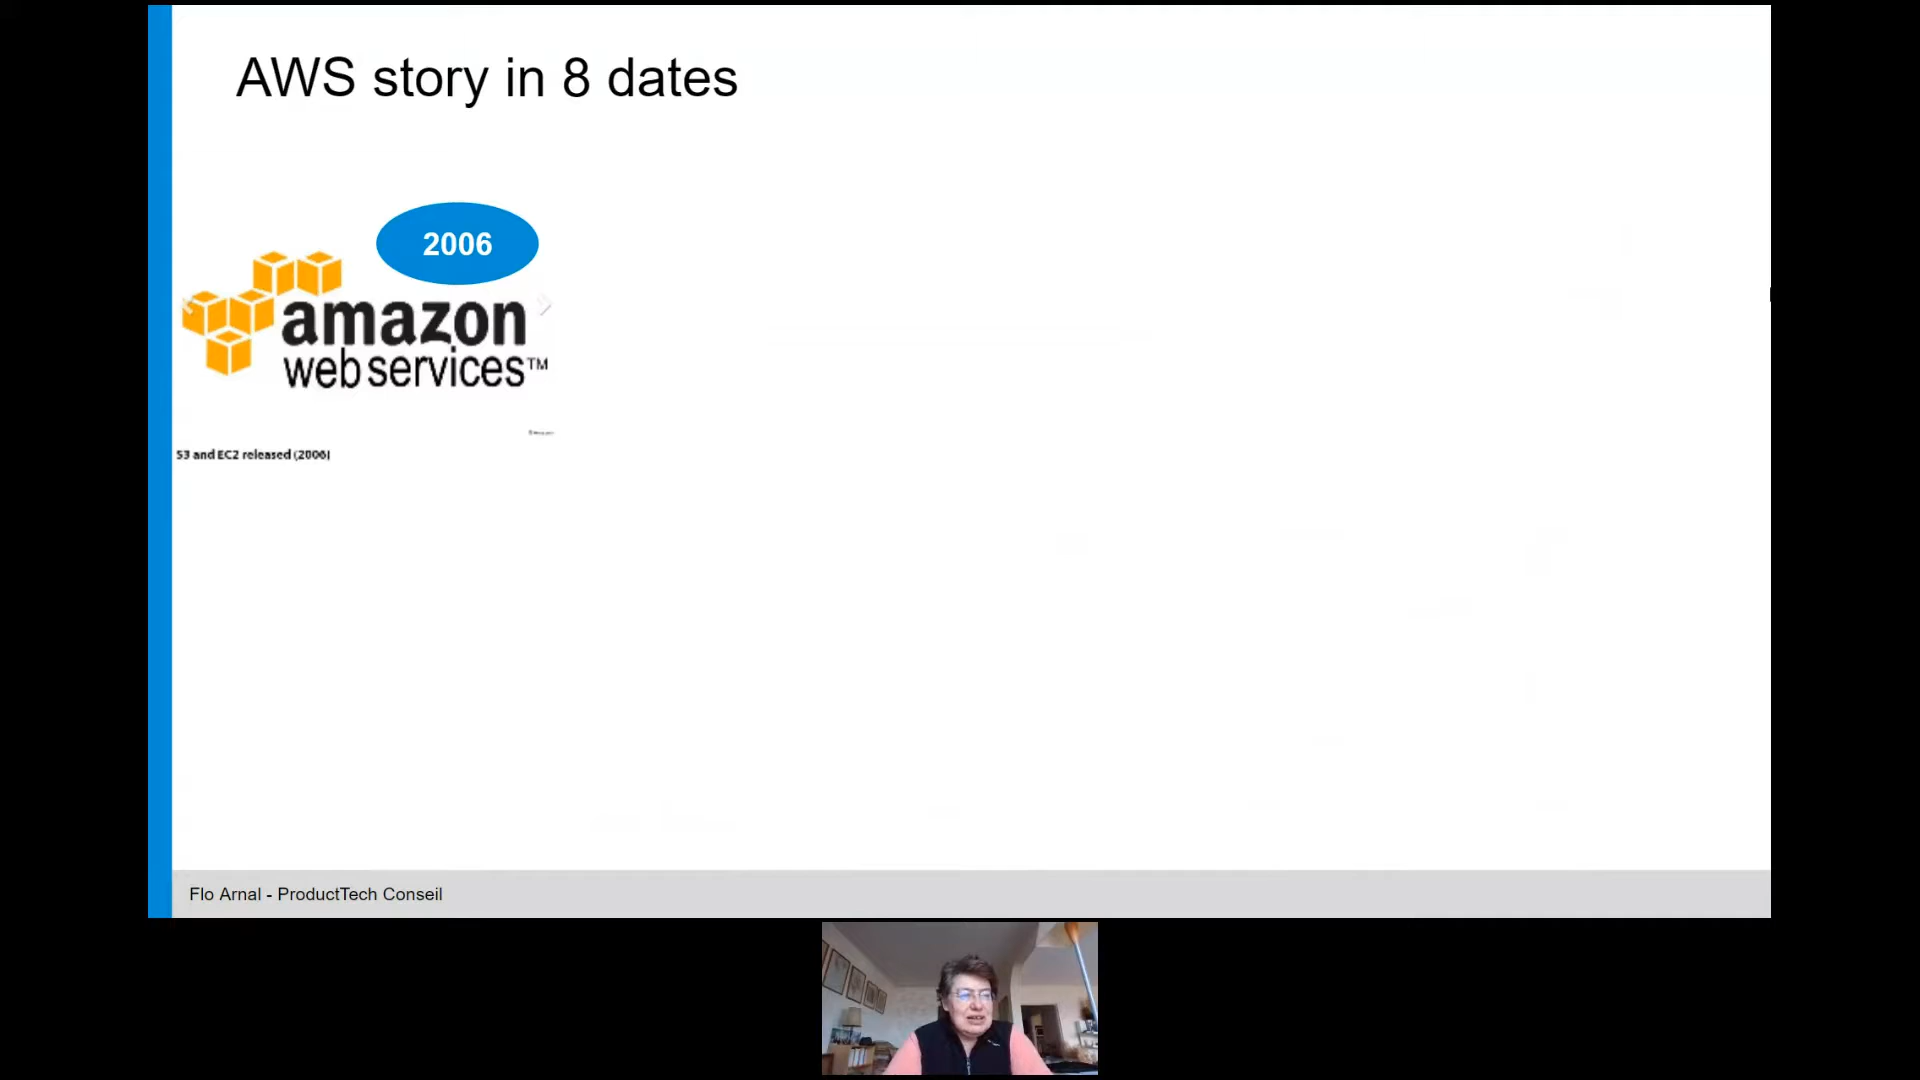 AWS story in 8 dates
2006
amazon
web services™
S3 and EC2 released (2006)
Flo Arnal - ProductTech Conseil